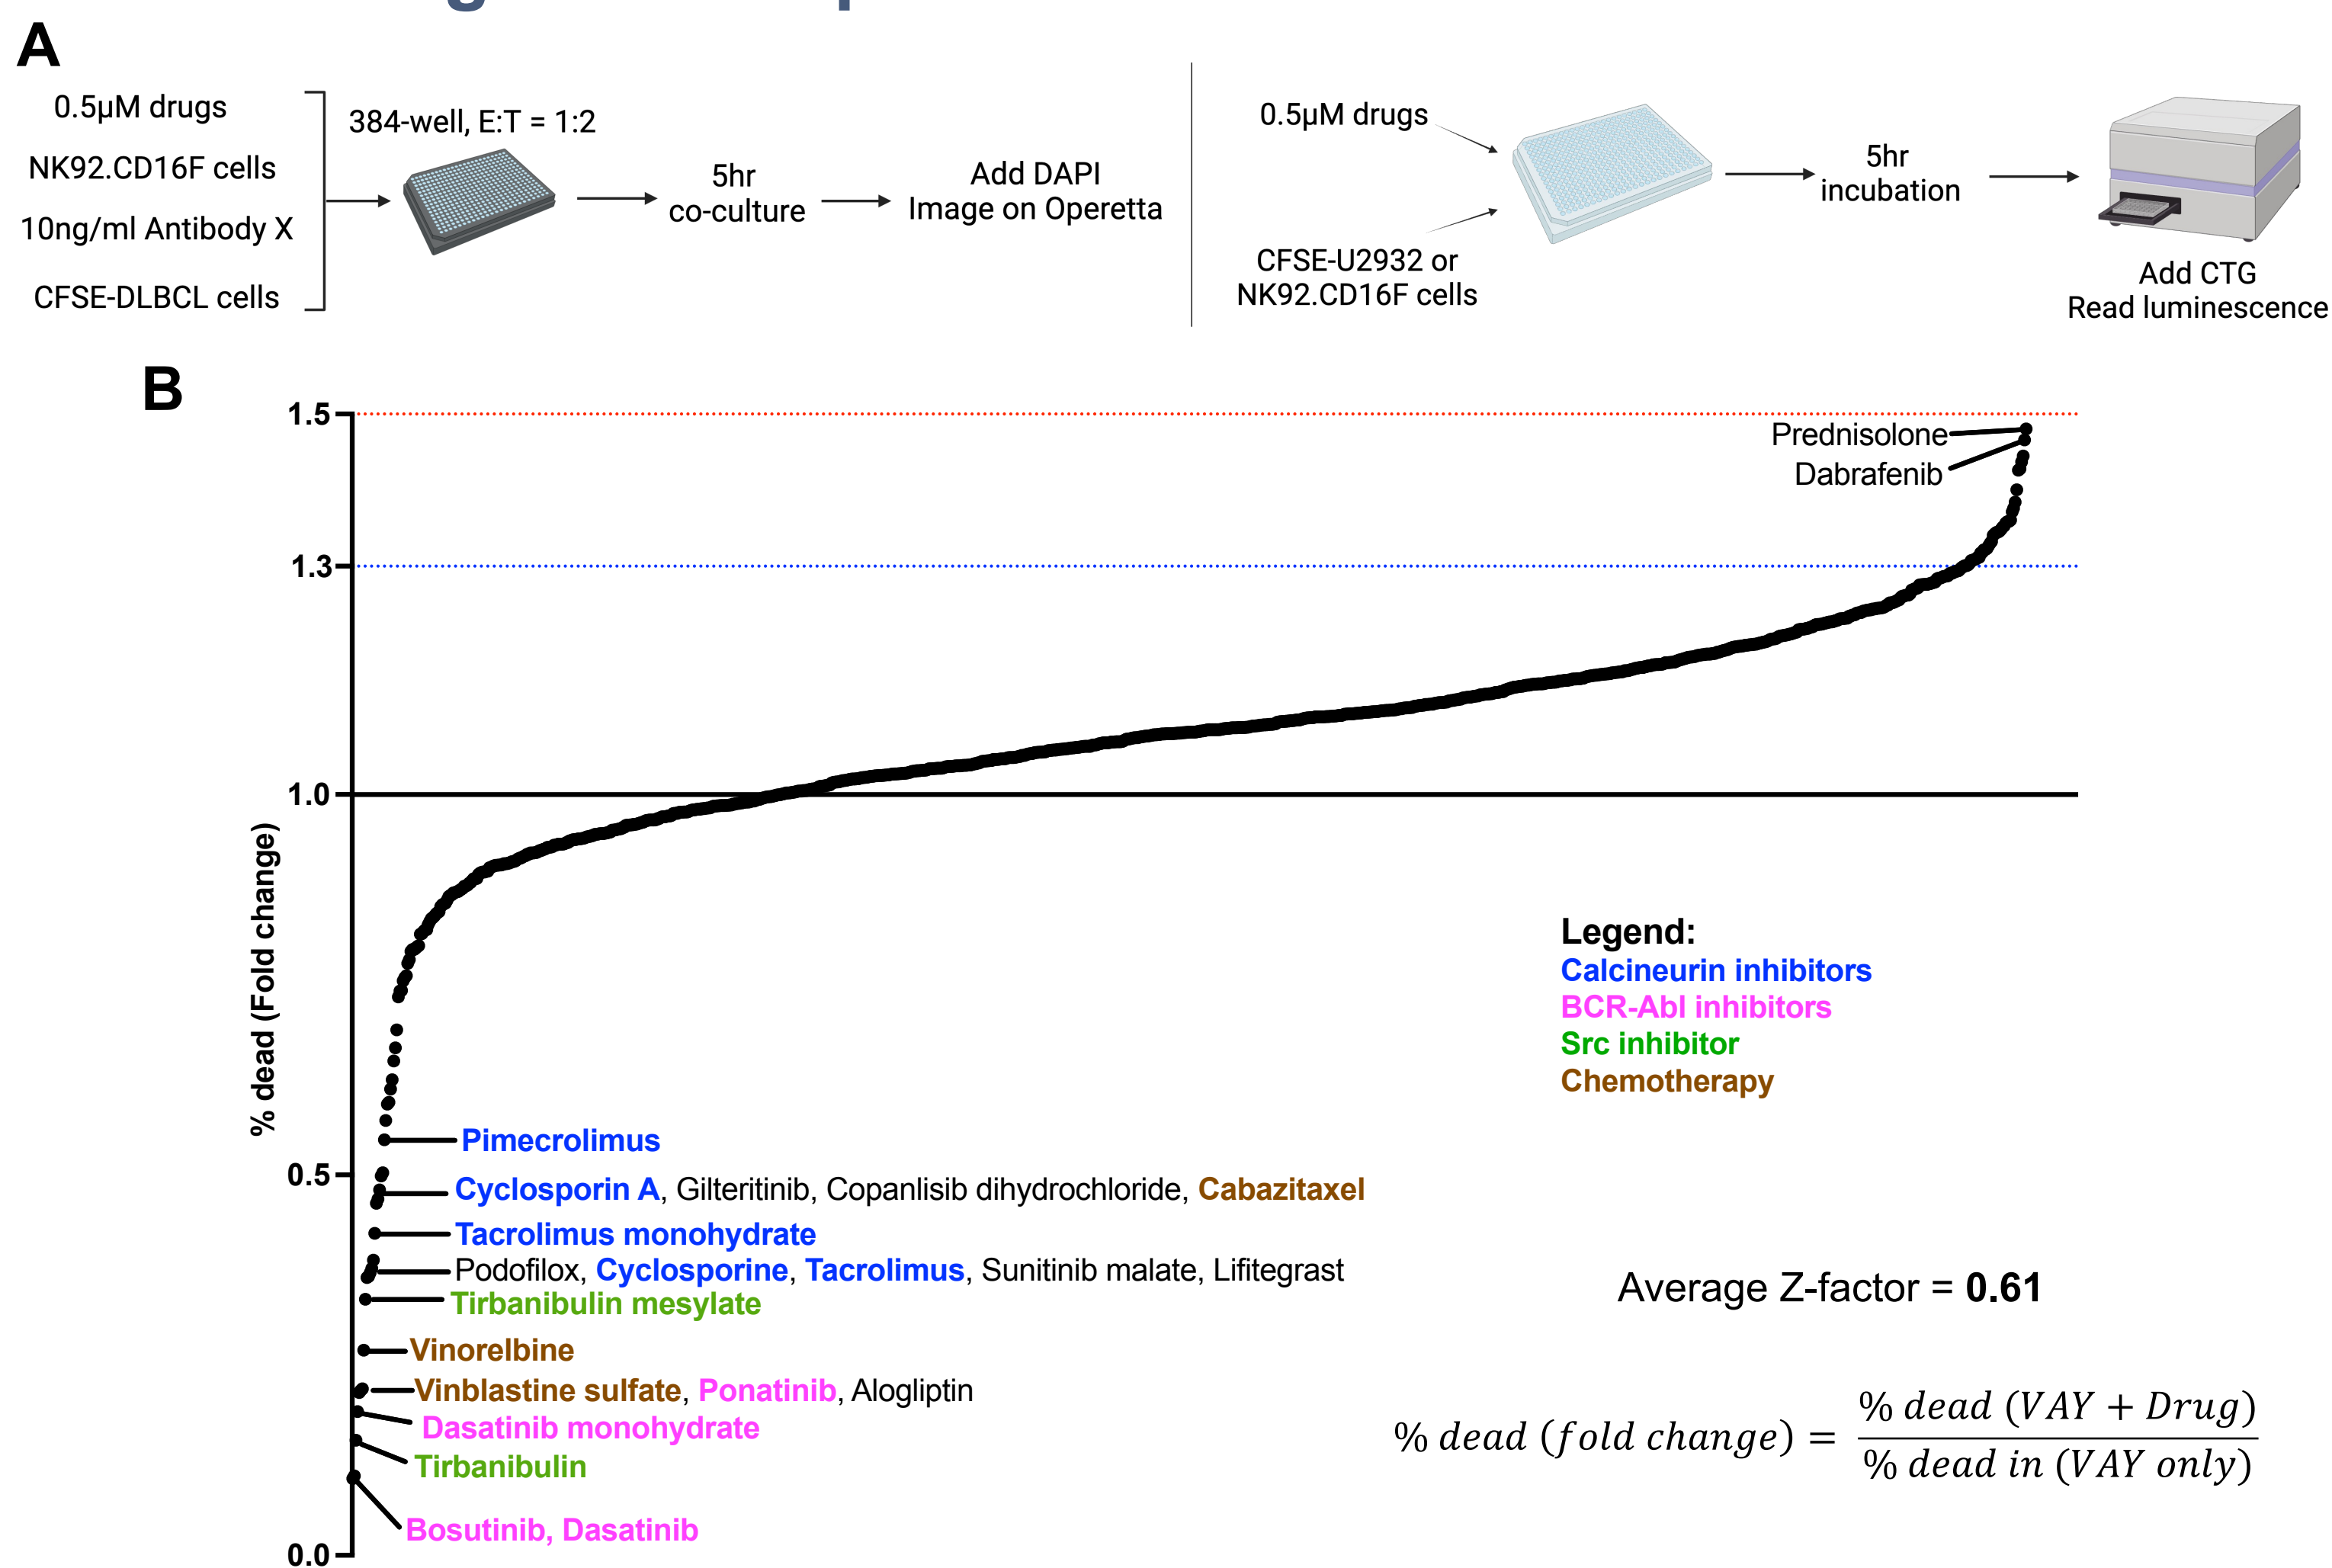 A
0.5µM drugs
NK92.CD16F cells
10ng/ml Antibody X
CFSE-DLBCL cells
384-well, E:T = 1:2
5hr
co-culture
Add DAPI
Image on Operetta
0.5µM drugs
CFSE-U2932 or
NK92.CD16F cells
5hr
incubation
Add CTG
Read luminescence
B
% dead (Fold change)
1.5
1.3
1.0
0.5
0.0
Prednisolone
Dabrafenib
Pimecrolimus
Cyclosporin A, Gilteritinib, Copanlisib dihydrochloride, Cabazitaxel
Tacrolimus monohydrate
Podofilox, Cyclosporine, Tacrolimus, Sunitinib malate, Lifitegrast
Tirbanibulin mesylate
Vinorelbine
Vinblastine sulfate, Ponatinib, Alogliptin
Dasatinib monohydrate
Tirbanibulin
Bosutinib, Dasatinib
Legend:
Calcineurin inhibitors
BCR-Abl inhibitors
Src inhibitor
Chemotherapy
Average Z-factor = 0.61
% dead (fold change) = % dead (VAY + Drug)
% dead in (VAY only)